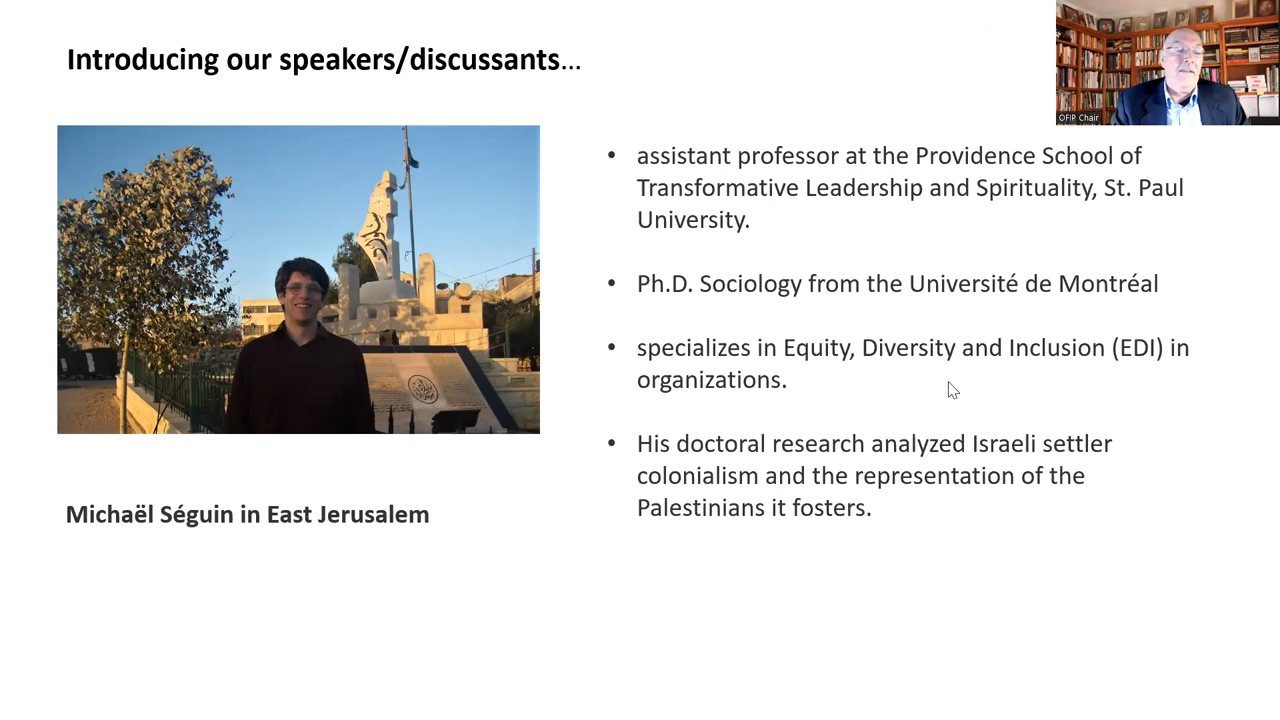 Introducing our speakers/discussants...
OFIP Chair
• assistant professor at the Providence School of
Transformative Leadership and Spirituality, St. Paul
University.
• Ph.D. Sociology from the Université de Montréal
• specializes in Equity, Diversity and Inclusion (EDI) in
organizations.
• His doctoral research analyzed Israeli settler
colonialism and the representation of the
Palestinians it fosters.
Michaël Séguin in East Jerusalem